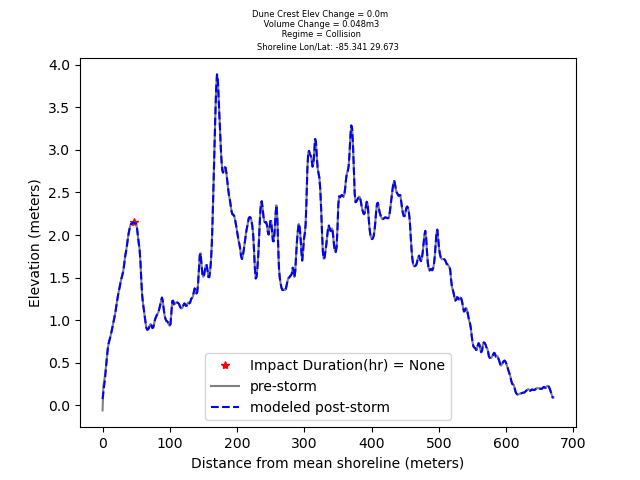 Dune Crest Elev Change = 0.0m
Volume Change = 0.048m3
Regime = Collision
Shoreline Lon/Lat: -85.341 29.673
4.0
3.5
3.0
2.5
2.0
1.5
1.0
0.5
0.0
Elevation (meters)
Impact Duration(hr) = None
pre-storm
modeled post-storm
0 100 200 300 400 500 600 700
Distance from mean shoreline (meters)